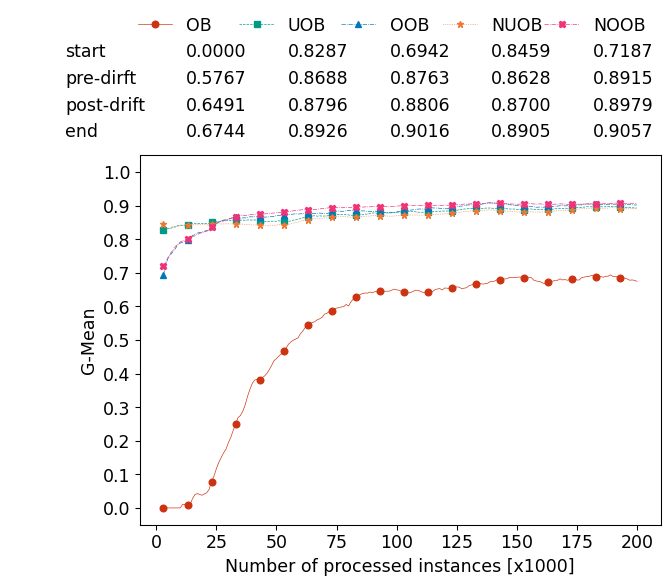 OB UOB OOB NUOB NOOB
start 0.0000 0.8287 0.6942 0.8459 0.7187
pre-dirft 0.5767 0.8688 0.8763 0.8628 0.8915
post-drift 0.6491 0.8796 0.8806 0.8700 0.8979
end 0.6744 0.8926 0.9016 0.8905 0.9057
1.0
0.9
0.8
0.7
0.6
0.5
0.4
0.3
0.2
0.1
0.0
G-Mean
0 25 50 75 100 125 150 175 200
Number of processed instances [x1000]